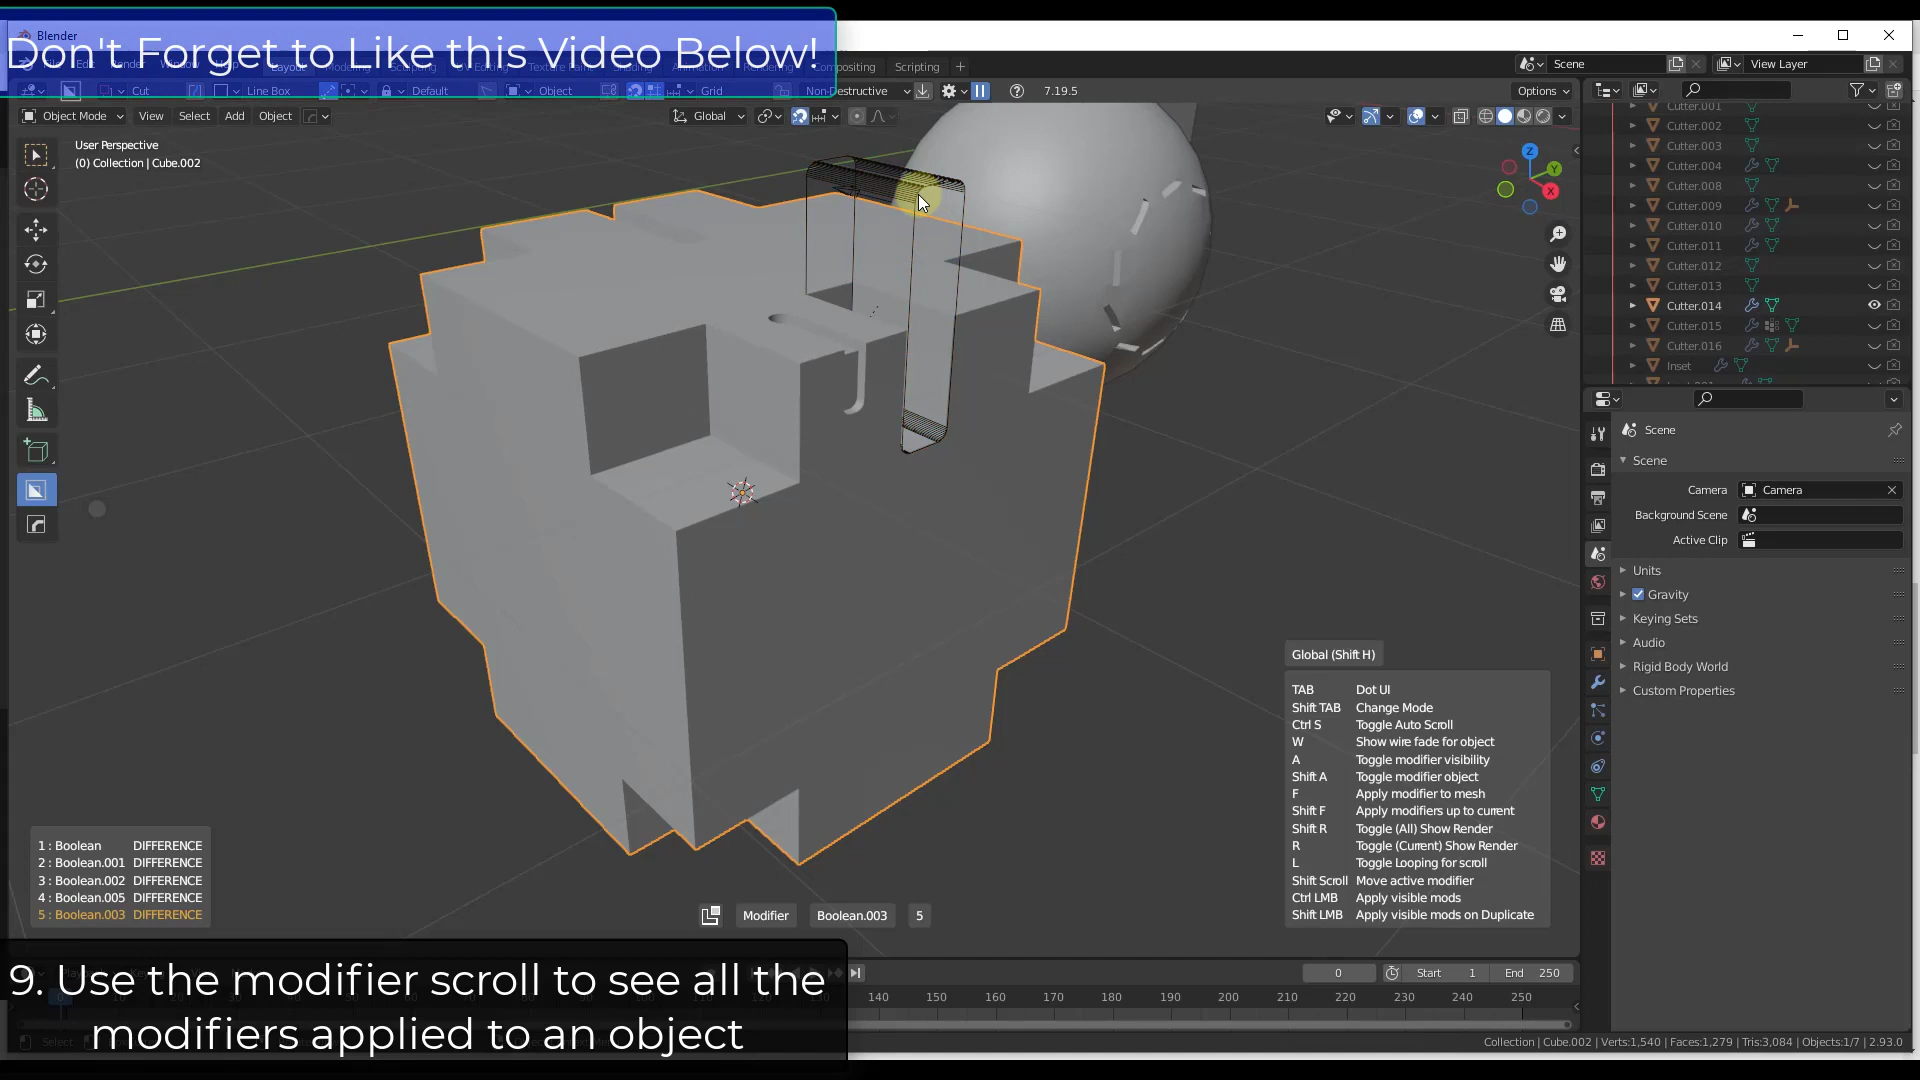 Blender
Don't Forget to Like this Video Below!
Scripting
Scene
View Layer
Cut
Line Box
Default
Object
Grid
Non-Destructive
7.19.5
Options
Object Mode
View
Select
Add
Object
Global
User Perspective
(0) Collection | Cube.002
Z
Y
X
Cutter.001
Cutter.002
Cutter.003
Cutter.004
Cutter.008
Cutter.009
Cutter.010
Cutter.011
Cutter.012
Cutter.013
Cutter.014
Cutter.015
Cutter.016
Inset
Scene
Scene
Camera
Camera
Background Scene
Active Clip
Units
Gravity
Keying Sets
Audio
Rigid Body World
Custom Properties
Global (Shift H)
TAB Dot UI
Shift TAB Change Mode
Ctrl S Toggle Auto Scroll
W Show wire fade for object
A Toggle modifier visibility
Shift A Toggle modifier object
F Apply modifier to mesh
Shift F Apply modifiers up to current
Shift R Toggle (All) Show Render
R Toggle (Current) Show Render
L Toggle Looping for scroll
Shift Scroll Move active modifier
Ctrl LMB Apply visible mods
Shift LMB Apply visible mods on Duplicate
1 : Boolean DIFFERENCE
2 : Boolean.001 DIFFERENCE
3 : Boolean.002 DIFFERENCE
4 : Boolean.005 DIFFERENCE
5 : Boolean.003 DIFFERENCE
Modifier
Boolean.003
5
9. Use the modifier scroll to see all the
modifiers applied to an object
0
Start 1
End 250
140 150 160 170 180 190 200 210 220 230 240 250
Select
Collection | Cube.002 | Verts:1,540 | Faces:1,279 | Tris:3,084 | Objects:1/7 | 2.93.0